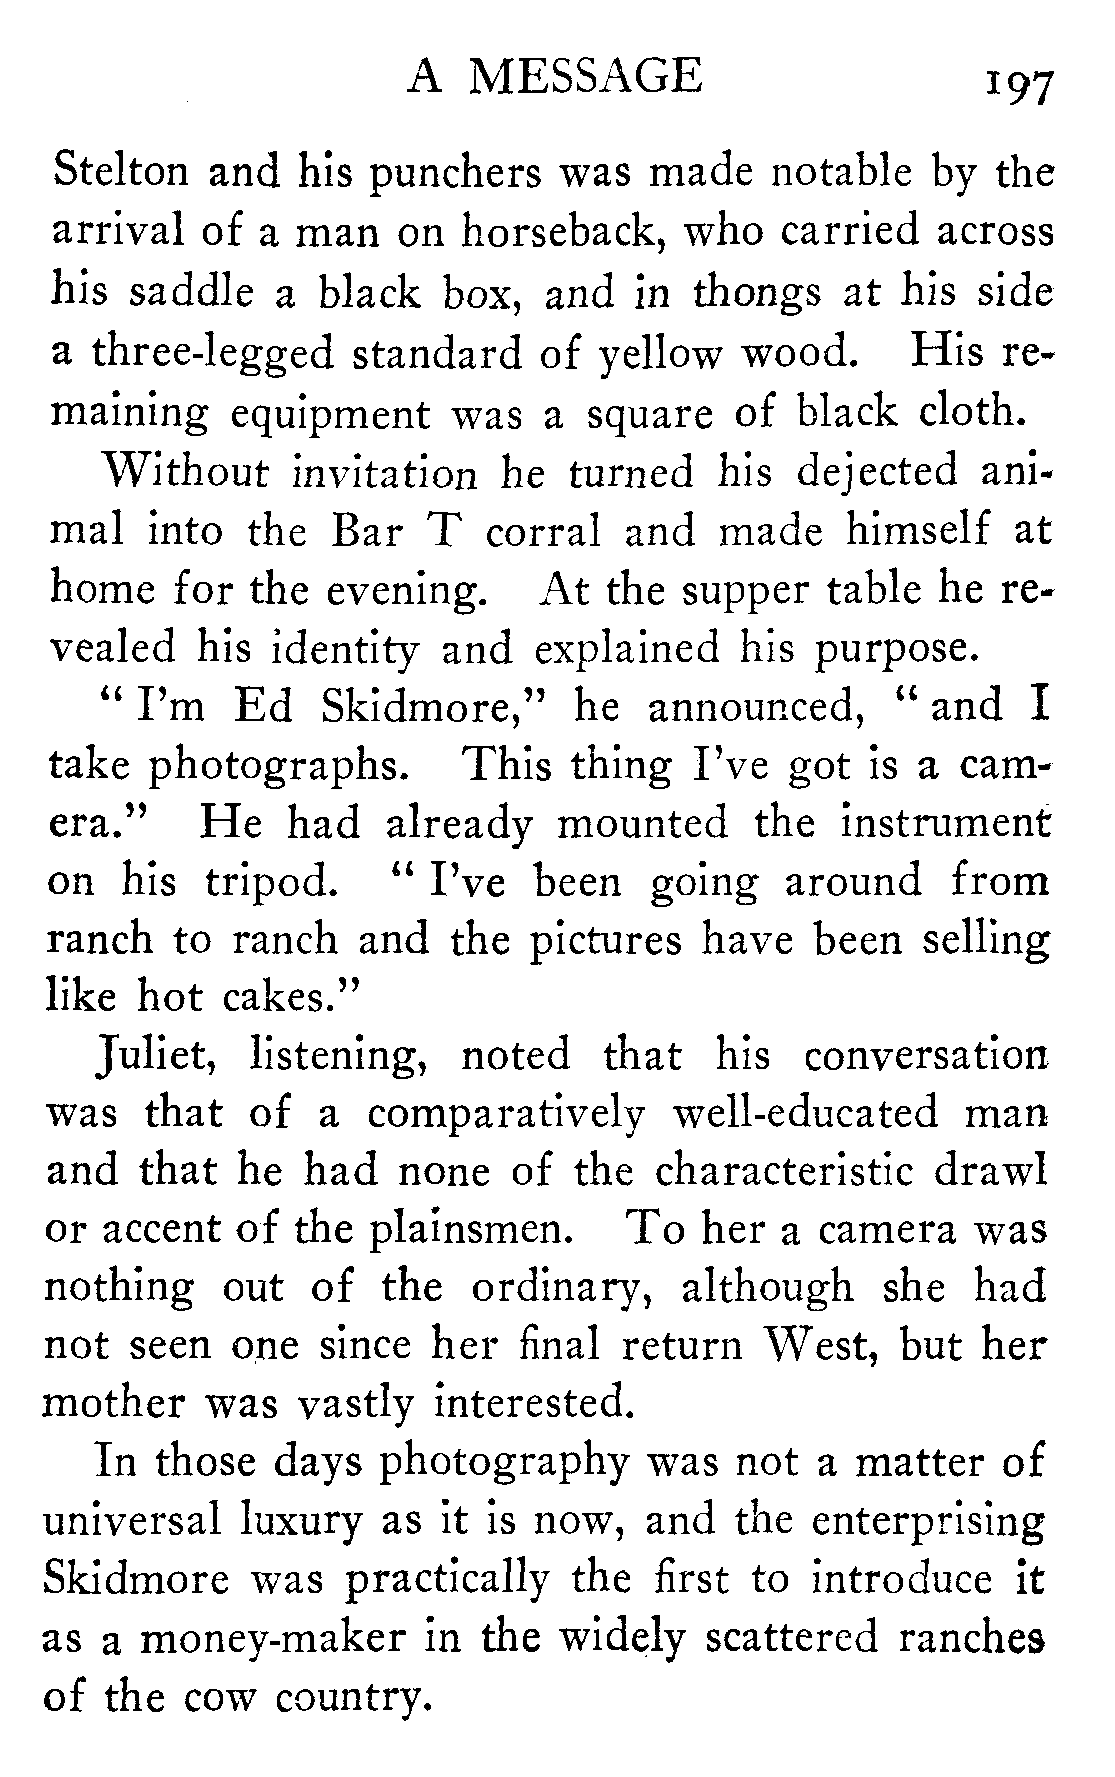 A MESSAGE 197
Stelton and his punchers was made notable by the
arrival of a man on horseback, who carried across
his saddle a black box, and in thongs at his side
a three-legged standard of yellow wood. His re-
maining equipment was a square of black cloth.
Without invitation he turned his dejected ani-
mal into the Bar T corral and made himself at
home for the evening. At the supper table he re-
vealed his identity and explained his purpose.
“ I’m Ed Skidmore,” he announced, “ and I
take photographs. This thing I’ve got is a cam-
era.” He had already mounted the instrument
on his tripod. “ I’ve been going around from
ranch to ranch and the pictures have been selling
like hot cakes.”
Juliet, listening, noted that his conversation
was that of a comparatively well-educated man
and that he had none of the characteristic drawl
or accent of the plainsmen. To her a camera was
nothing out of the ordinary, although she had
not seen one since her final return West, but her
mother was vastly interested.
In those days photography was not a matter of
universal luxury as it is now, and the enterprising
Skidmore was practically the first to introduce it
as a money-maker in the widely scattered ranches
of the cow country.